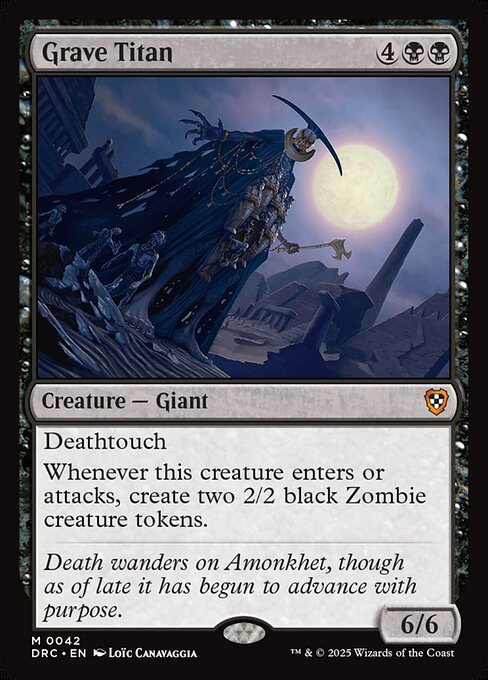 Grave Titan 4
Creature — Giant
Deathtouch
Whenever this creature enters or
attacks, create two 2/2 black Zombie
creature tokens.
Death wanders on Amonkhet, though
as of late it has begun to advance with
purpose.
6/6
M 0042
DRC • EN Loïc Canavaggia
™ & © 2025 Wizards of the Coast